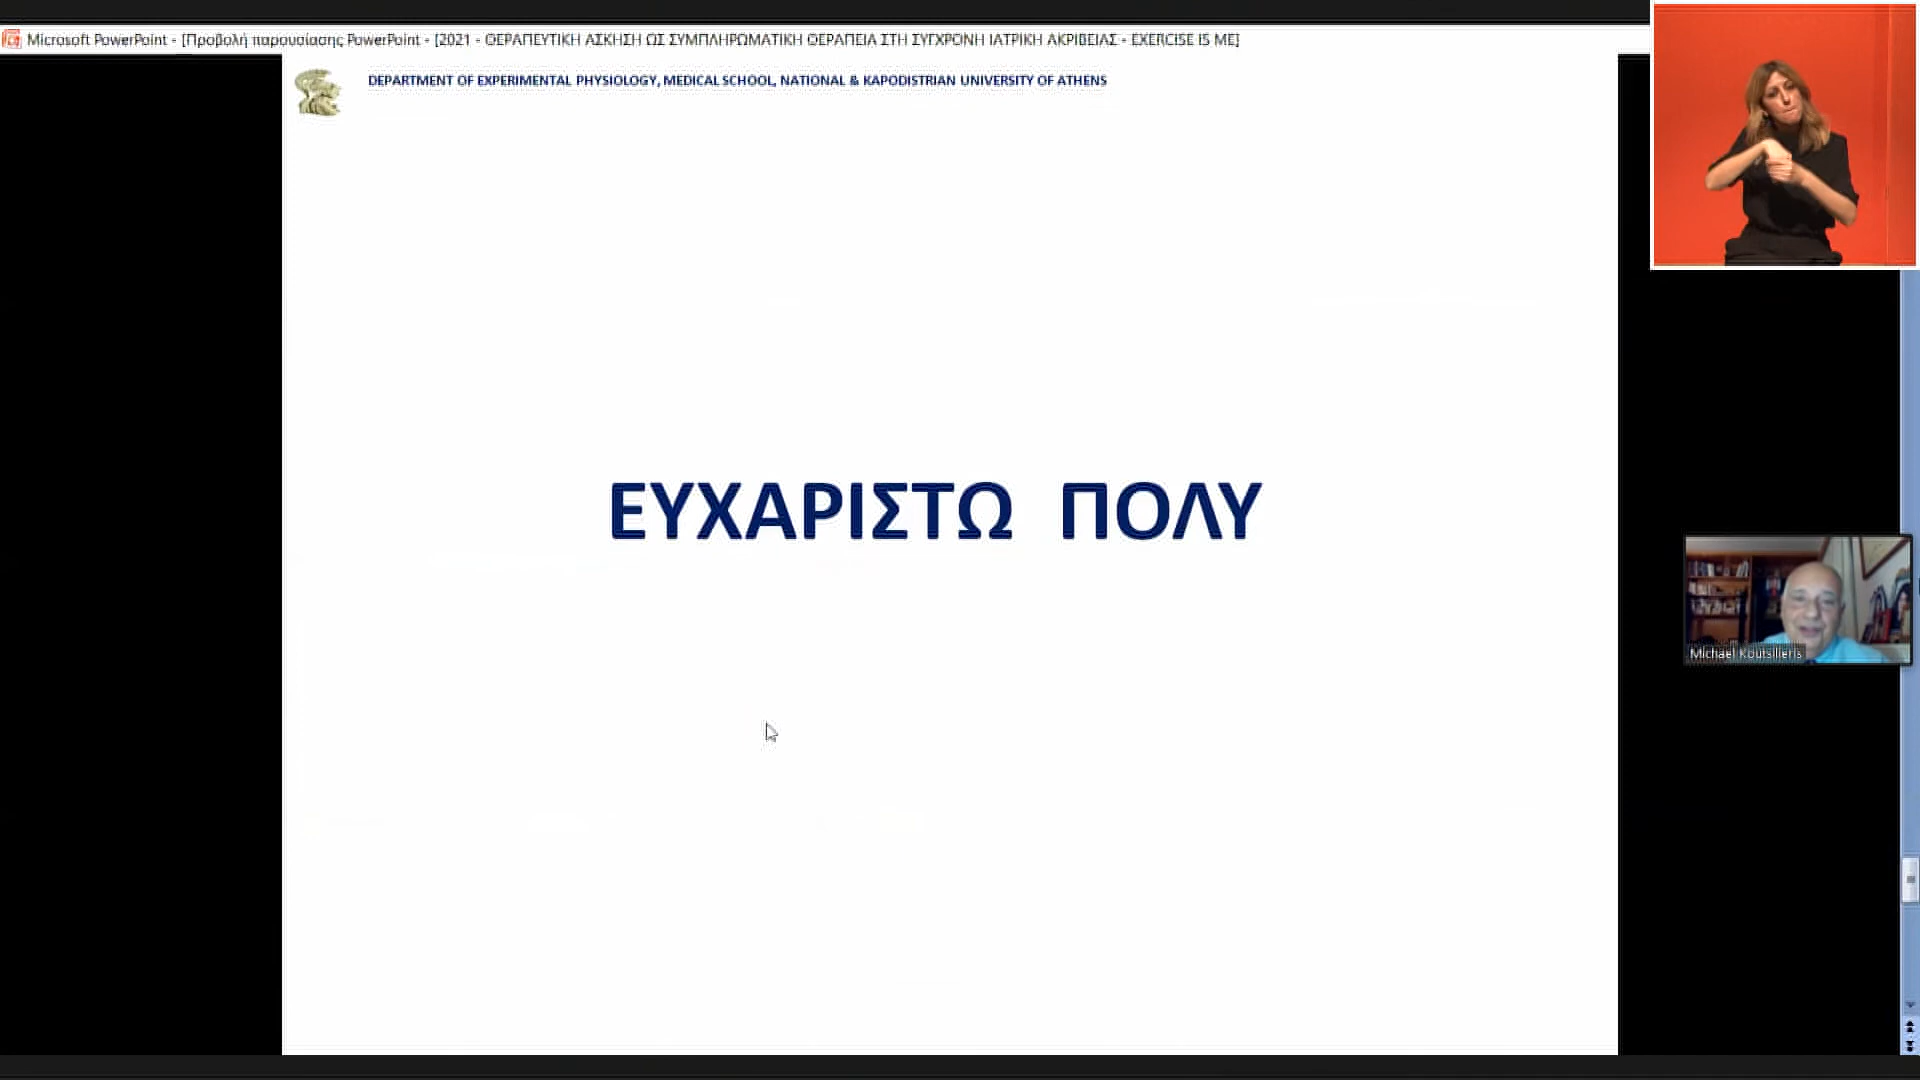 Microsoft PowerPoint - [Προβολή παρουσίασης PowerPoint - [2021 - ΘΕΡΑΠΕΥΤΙΚΗ ΑΣΚΗΣΗ ΩΣ ΣΥΜΠΛΗΡΩΜΑΤΙΚΗ ΘΕΡΑΠΕΙΑ ΣΤΗ ΣΥΓΧΡΟΝΗ ΙΑΤΡΙΚΗ ΑΚΡΙΒΕΙΑΣ - EXERCISE IS ME]
DEPARTMENT OF EXPERIMENTAL PHYSIOLOGY, MEDICAL SCHOOL, NATIONAL & KAPODISTRIAN UNIVERSITY OF ATHENS
ΕΥΧΑΡΙΣΤΩ ΠΟΛΥ
Michael Koutsilieris